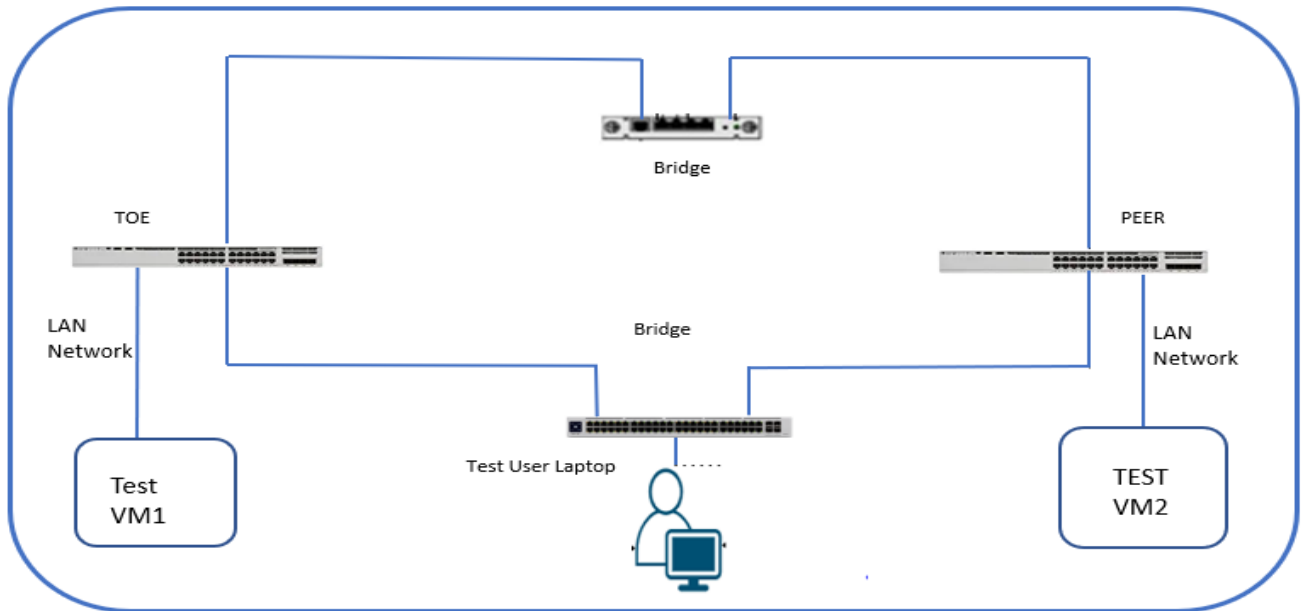 Bridge
TOE
PEER
LAN
Network
Bridge
LAN
Network
Test User Laptop
Test
VM1
TEST
VM2